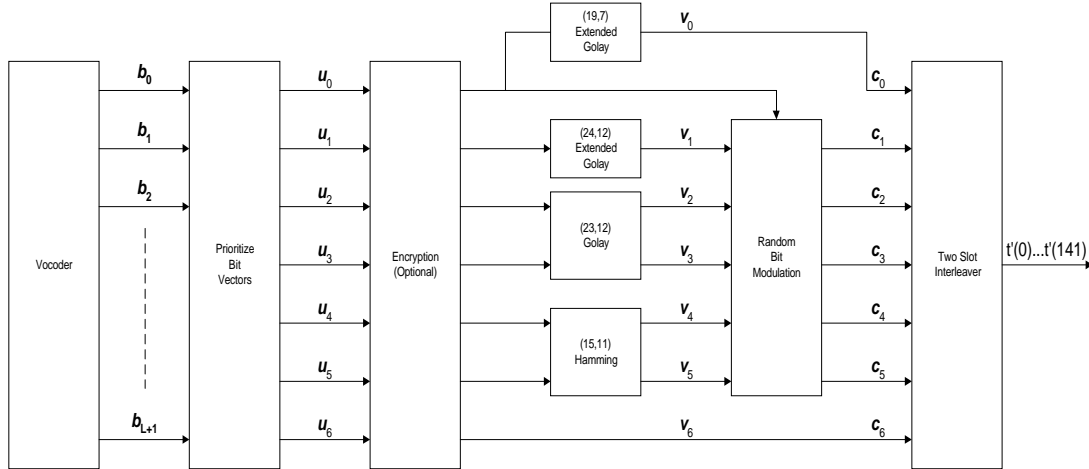 (19,7)
Extended
Golay
v0
b0
u0
c0
b1
u1
(24,12)
Extended
Golay
v1
c1
b2
u2
v2
c2
(23,12)
Golay
Vocoder
Prioritize
Bit
Vectors
u3
Encryption
(Optional)
v3
Random
Bit
Modulation
c3
Two Slot
Interleaver
t'(0)...t'(141)
u4
v4
c4
(15,11)
Hamming
u5
v5
c5
bL+1
u6
v6
c6